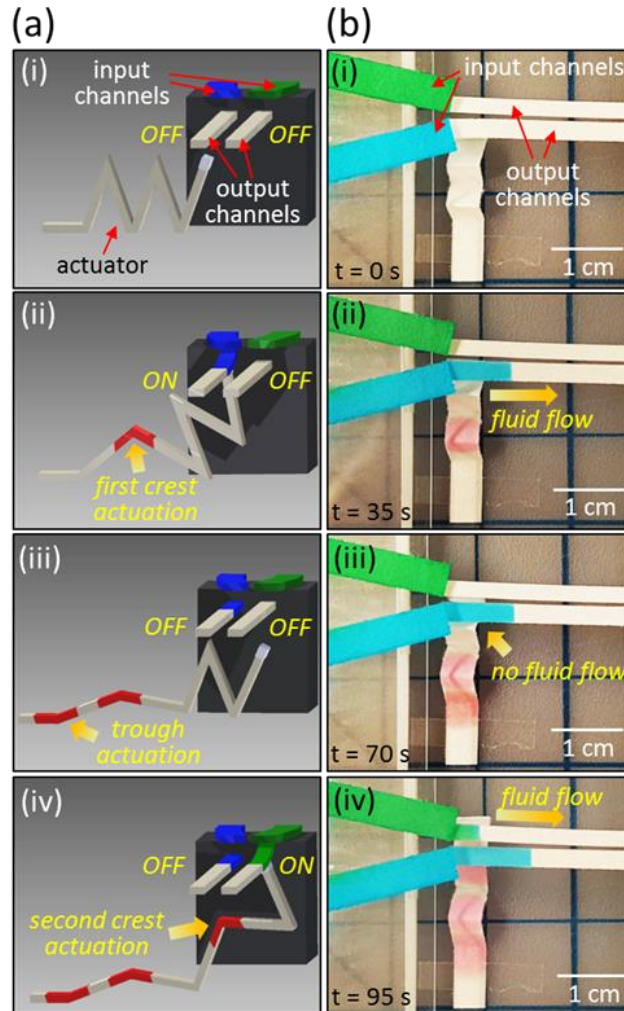 (a)
(i)
input
channels
OFF
OFF
output
channels
actuator
(ii)
ON
OFF
first crest
actuation
(iii)
OFF
OFF
trough
actuation
(iv)
OFF
ON
second crest
actuation
(b)
(i)
input channels
output
channels
t = 0 s
1 cm
(ii)
fluid flow
t = 35 s
1 cm
(iii)
no fluid flow
t = 70 s
1 cm
(iv)
fluid flow
t = 95 s
1 cm